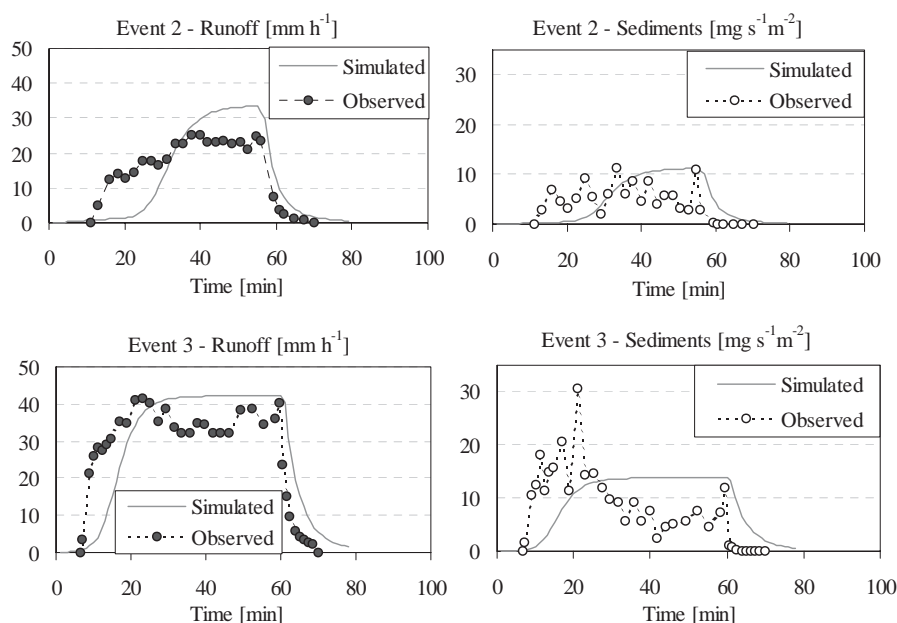 Event 2 - Runoff [mm h⁻¹]
50
40
30
20
10
0
0 20 40 60 80 100
Time [min]
Simulated
Observed
Event 2 - Sediments [mg s⁻¹m⁻²]
30
20
10
0
0 20 40 60 80 100
Time [min]
Simulated
Observed
Event 3 - Runoff [mm h⁻¹]
50
40
30
20
10
0
0 20 40 60 80 100
Time [min]
Simulated
Observed
Event 3 - Sediments [mg s⁻¹m⁻²]
30
20
10
0
0 20 40 60 80 100
Time [min]
Simulated
Observed